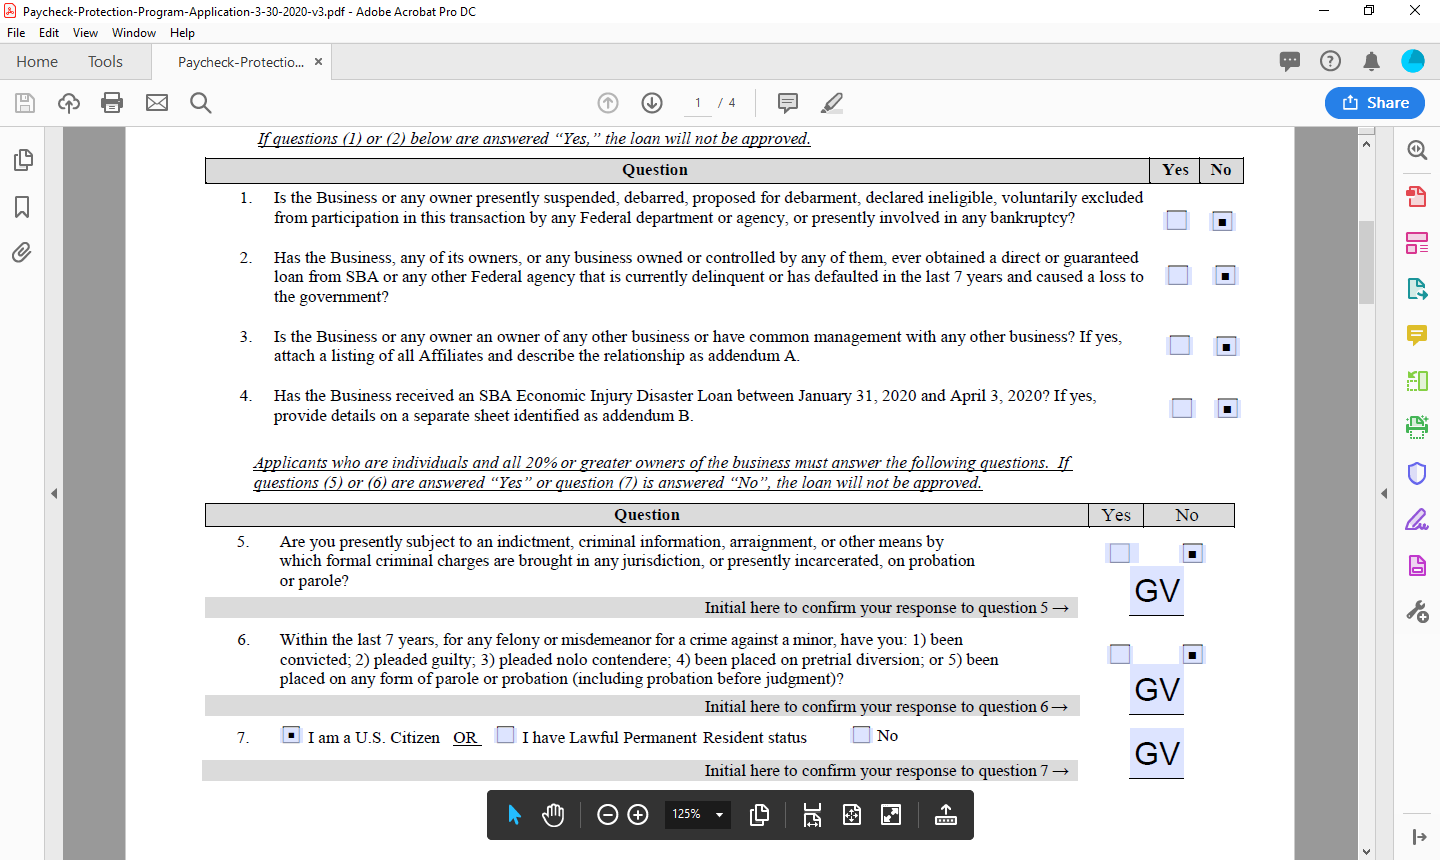 Paycheck-Protection-Program-Application-3-30-2020-v3.pdf - Adobe Acrobat Pro DC
File Edit View Window Help
Home Tools Paycheck-Protectio... ×
1 / 4 Share
If questions (1) or (2) below are answered “Yes,” the loan will not be approved.
Question Yes No
1. Is the Business or any owner presently suspended, debarred, proposed for debarment, declared ineligible, voluntarily excluded
from participation in this transaction by any Federal department or agency, or presently involved in any bankruptcy?
2. Has the Business, any of its owners, or any business owned or controlled by any of them, ever obtained a direct or guaranteed
loan from SBA or any other Federal agency that is currently delinquent or has defaulted in the last 7 years and caused a loss to
the government?
3. Is the Business or any owner an owner of any other business or have common management with any other business? If yes,
attach a listing of all Affiliates and describe the relationship as addendum A.
4. Has the Business received an SBA Economic Injury Disaster Loan between January 31, 2020 and April 3, 2020? If yes,
provide details on a separate sheet identified as addendum B.
Applicants who are individuals and all 20% or greater owners of the business must answer the following questions. If
questions (5) or (6) are answered “Yes” or question (7) is answered “No”, the loan will not be approved.
Question Yes No
5. Are you presently subject to an indictment, criminal information, arraignment, or other means by
which formal criminal charges are brought in any jurisdiction, or presently incarcerated, on probation
or parole?
GV
Initial here to confirm your response to question 5 →
6. Within the last 7 years, for any felony or misdemeanor for a crime against a minor, have you: 1) been
convicted; 2) pleaded guilty; 3) pleaded nolo contendere; 4) been placed on pretrial diversion; or 5) been
placed on any form of parole or probation (including probation before judgment)?
GV
Initial here to confirm your response to question 6 →
7. I am a U.S. Citizen OR I have Lawful Permanent Resident status No
GV
Initial here to confirm your response to question 7 →
125%